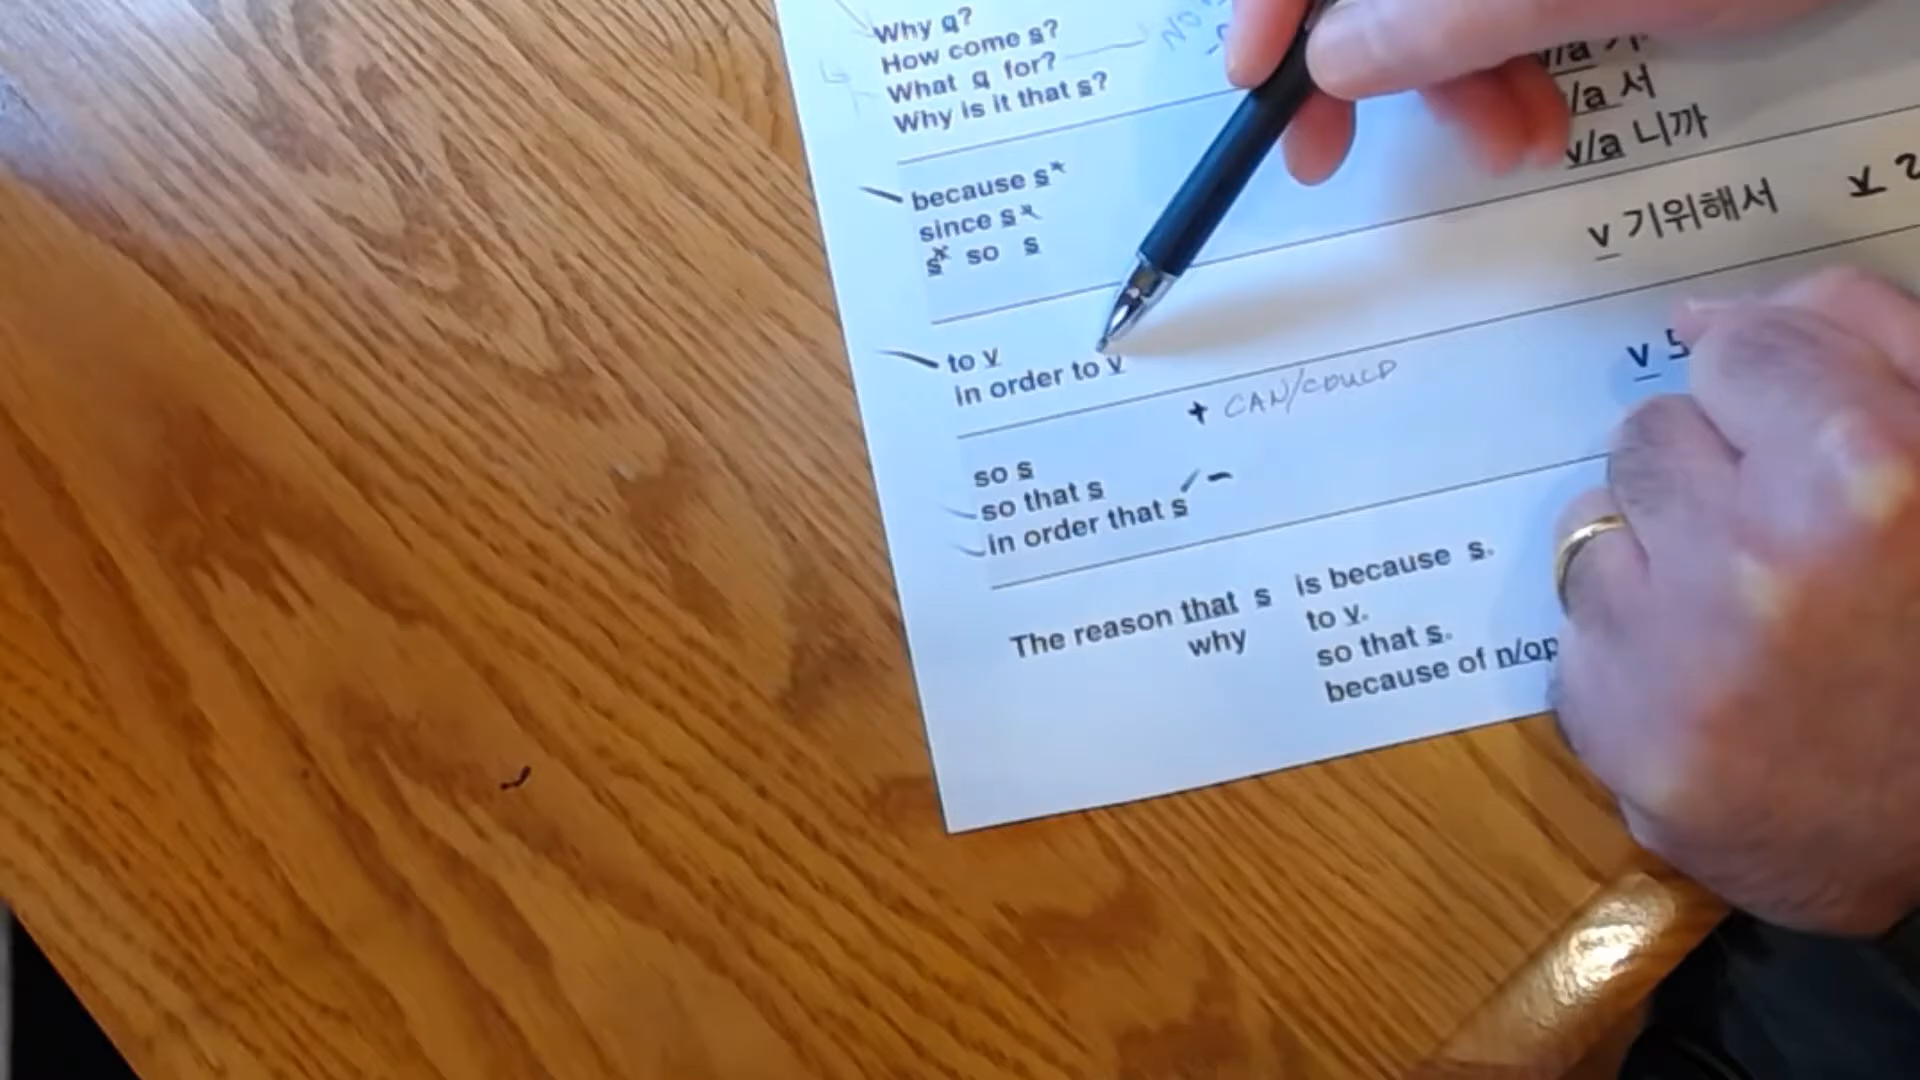 Why q?
How come s?
What q for?
Why is it that s?
v/a 기
/a 서
v/a 니까
because s*
since s*
s* so s
v 기위해서
v
to v
in order to v
+ CAN/COULD
so s
so that s
in order that s
The reason that s is because s.
why to v.
so that s.
because of n/op